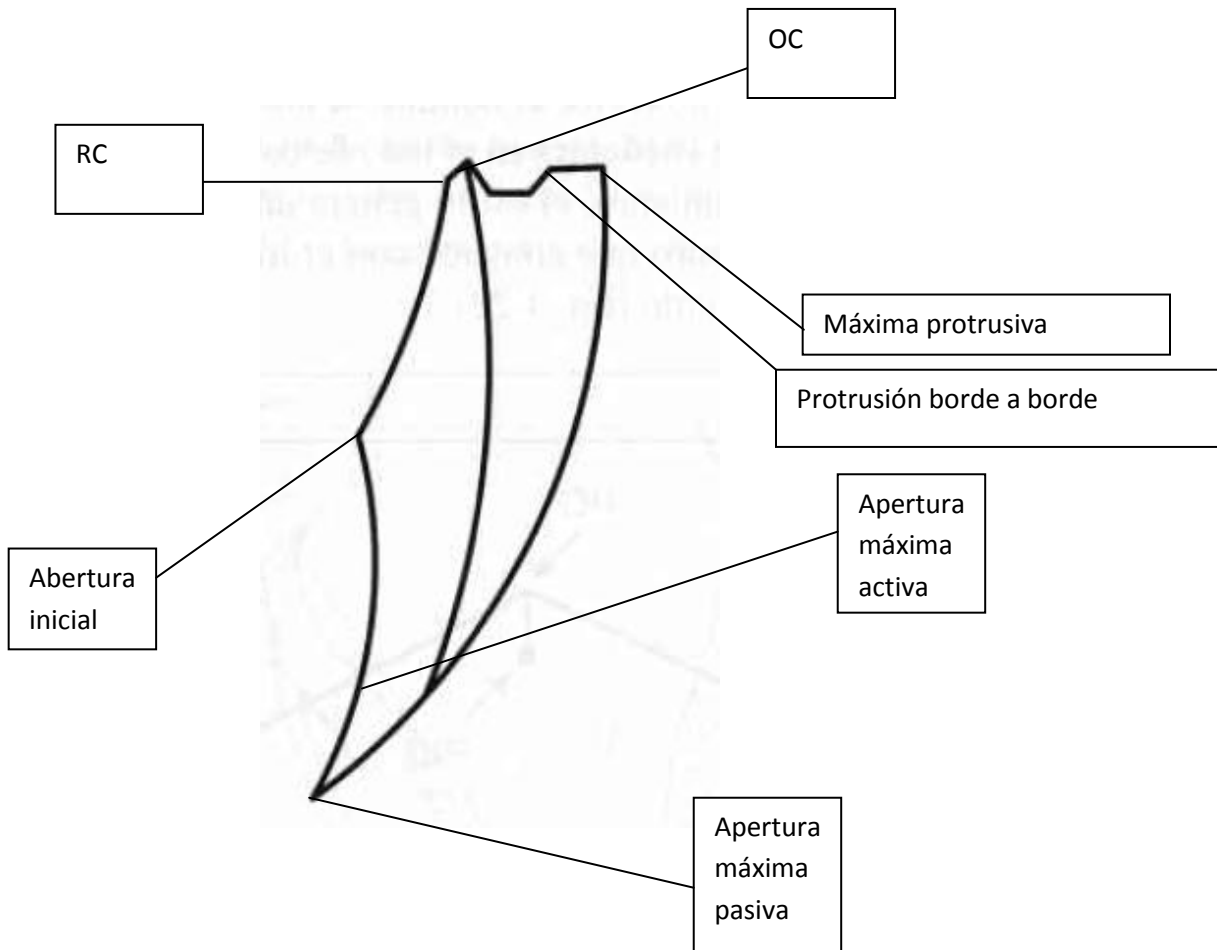 OC
RC
Máxima protrusiva
Protrusión borde a borde
Apertura
máxima
activa
Abertura
inicial
Apertura
máxima
pasiva